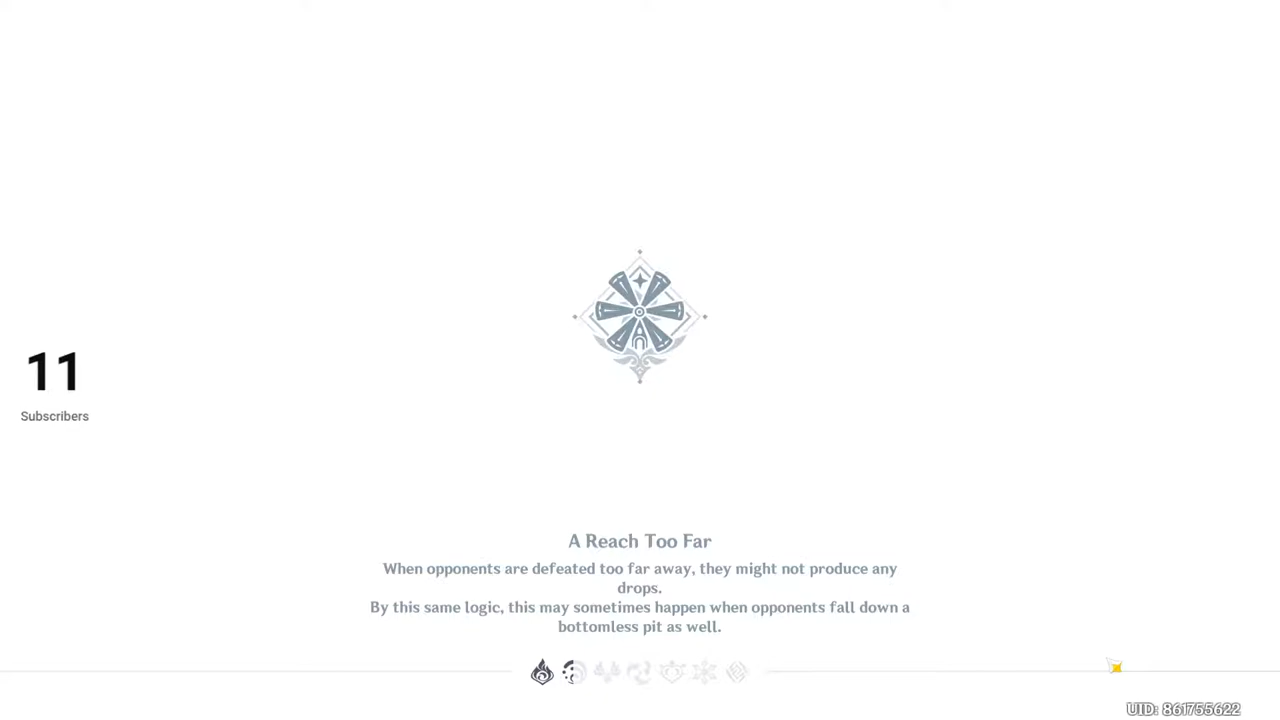 11
Subscribers
A Reach Too Far
When opponents are defeated too far away, they might not produce any
drops.
By this same logic, this may sometimes happen when opponents fall down a
bottomless pit as well.
UID: 861755622